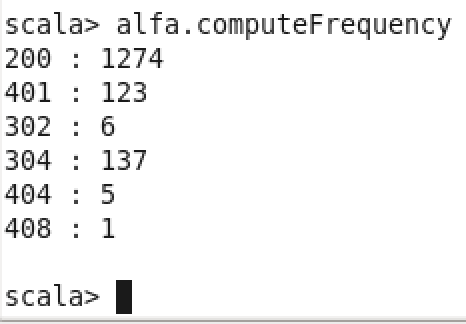 scala> alfa.computeFrequency
200 : 1274
401 : 123
302 : 6
304 : 137
404 : 5
408 : 1
scala>